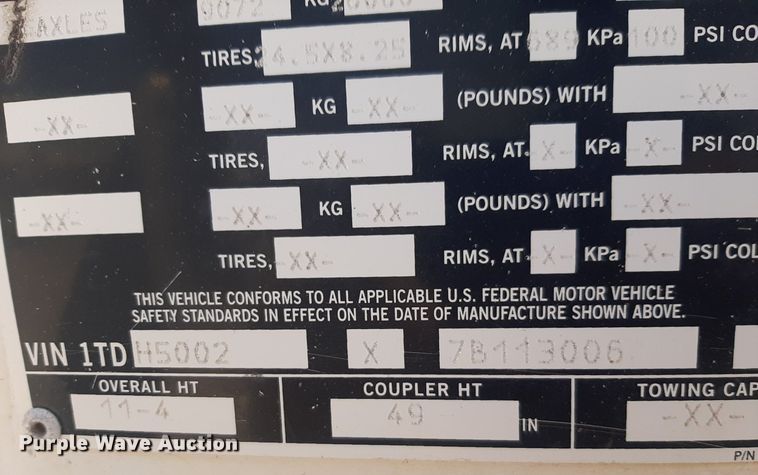 AXLES 9072 KG 20000
TIRES, 24.5X8.25 RIMS, AT 689 KPa 100 PSI CO
-XX- -XX- KG -XX- (POUNDS) WITH -XX-
TIRES, -XX- RIMS, AT -X- KPa -X- PSI CO
-XX- -XX- KG -XX- (POUNDS) WITH -XX-
TIRES, -XX- RIMS, AT -X- KPa -X- PSI COL
THIS VEHICLE CONFORMS TO ALL APPLICABLE U.S. FEDERAL MOTOR VEHICLE
SAFETY STANDARDS IN EFFECT ON THE DATE OF MANUFACTURE SHOWN ABOVE.
VIN 1TD H5002 X 7B113006
OVERALL HT COUPLER HT TOWING CAP
11-4 49 IN -XX-
Purple Wave Auction
P/N